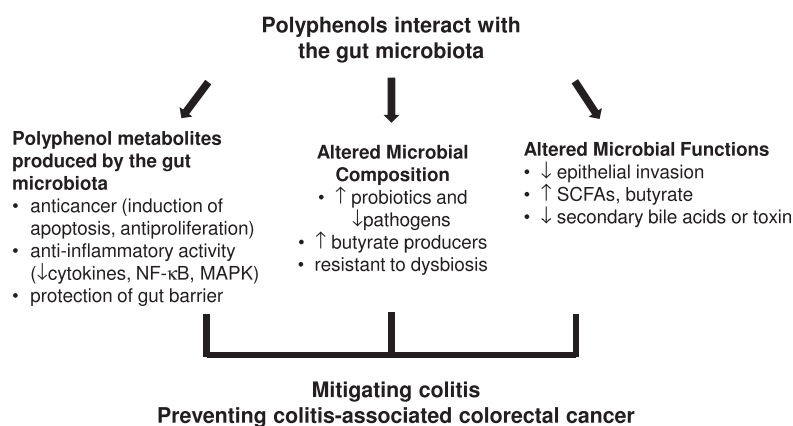 Polyphenols interact with
the gut microbiota
Polyphenol metabolites
produced by the gut
microbiota
• anticancer (induction of
apoptosis, antiproliferation)
• anti-inflammatory activity
(↓cytokines, NF-κB, MAPK)
• protection of gut barrier
Altered Microbial
Composition
• ↑ probiotics and
↓pathogens
• ↑ butyrate producers
• resistant to dysbiosis
Altered Microbial Functions
• ↓ epithelial invasion
• ↑ SCFAs, butyrate
• ↓ secondary bile acids or toxin
Mitigating colitis
Preventing colitis-associated colorectal cancer